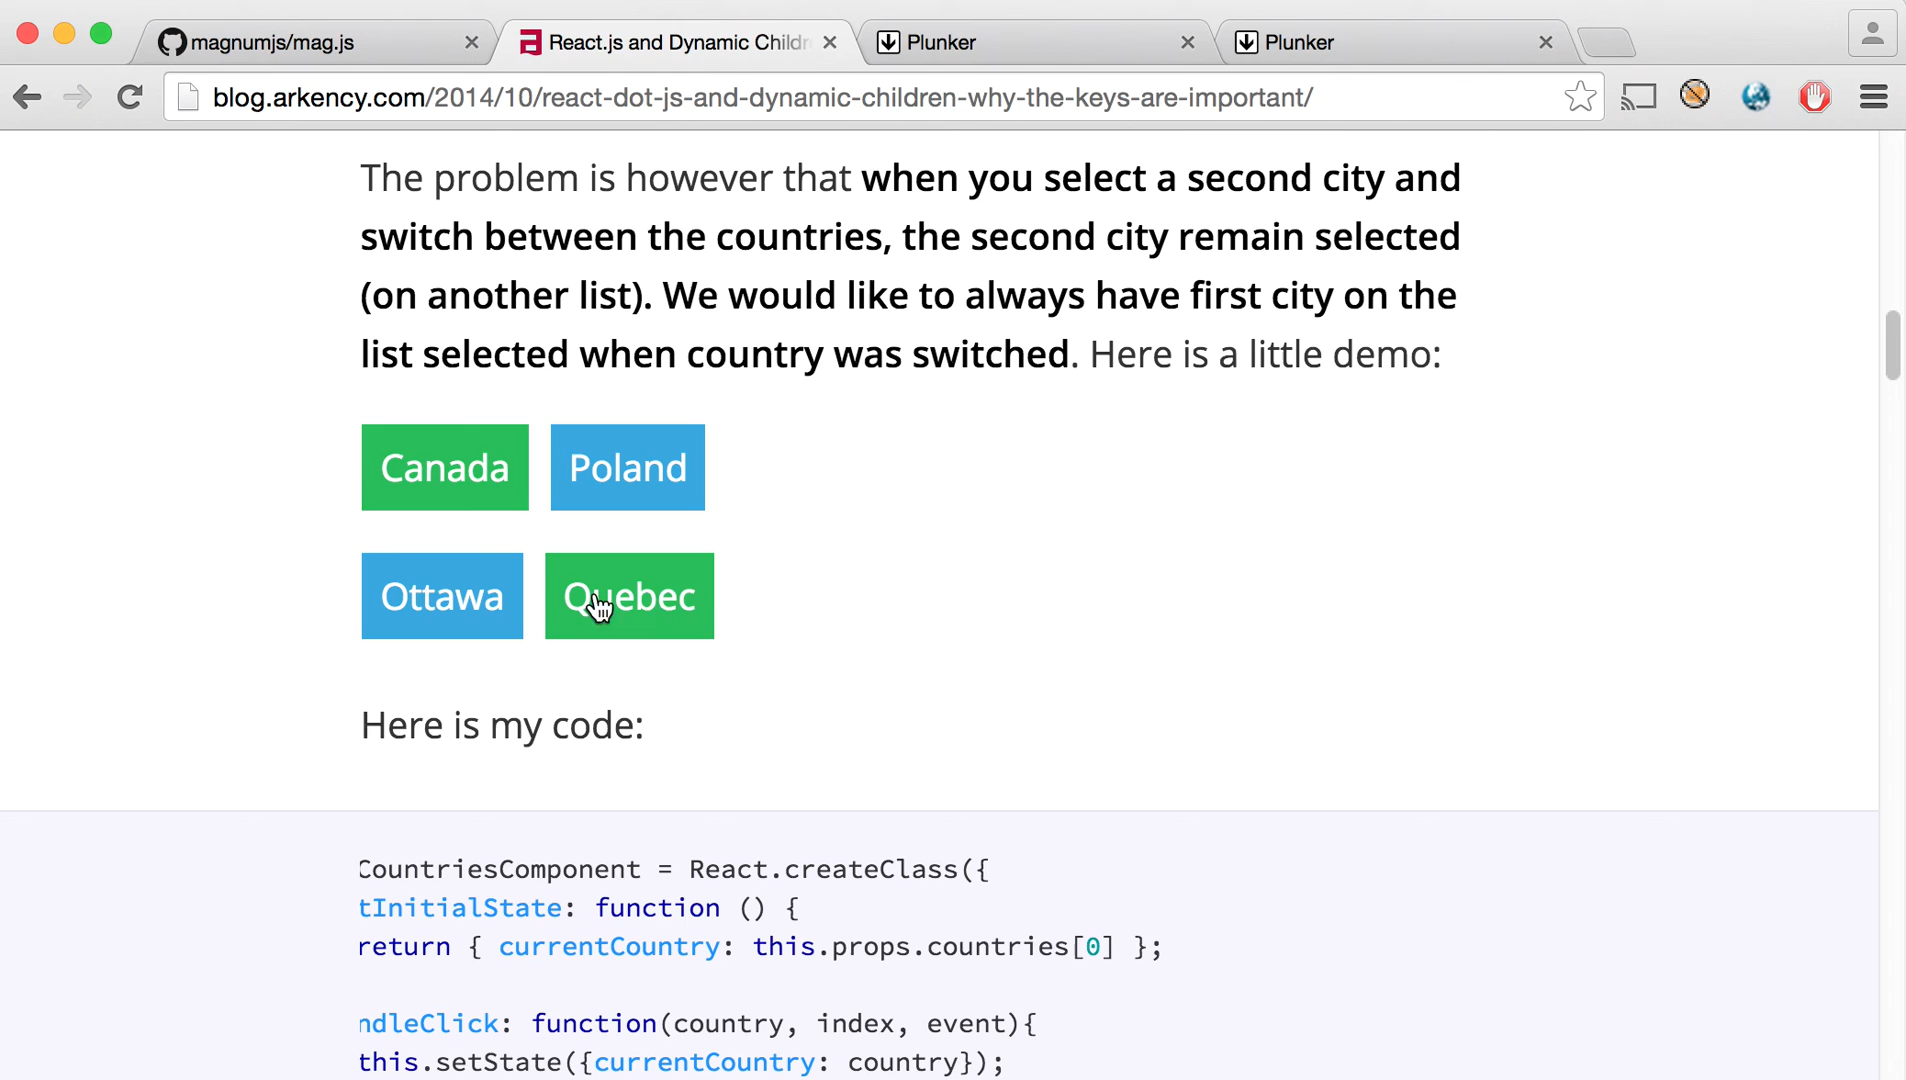 magnumjs/mag.js
React.js and Dynamic Childr
Plunker
Plunker
blog.arkency.com/2014/10/react-dot-js-and-dynamic-children-why-the-keys-are-important/
The problem is however that when you select a second city and
switch between the countries, the second city remain selected
(on another list). We would like to always have first city on the
list selected when country was switched. Here is a little demo:
Canada
Poland
Ottawa
Quebec
Here is my code:
CountriesComponent = React.createClass({
tInitialState: function () {
return { currentCountry: this.props.countries[0] };
ndleClick: function(country, index, event){
this.setState({currentCountry: country});